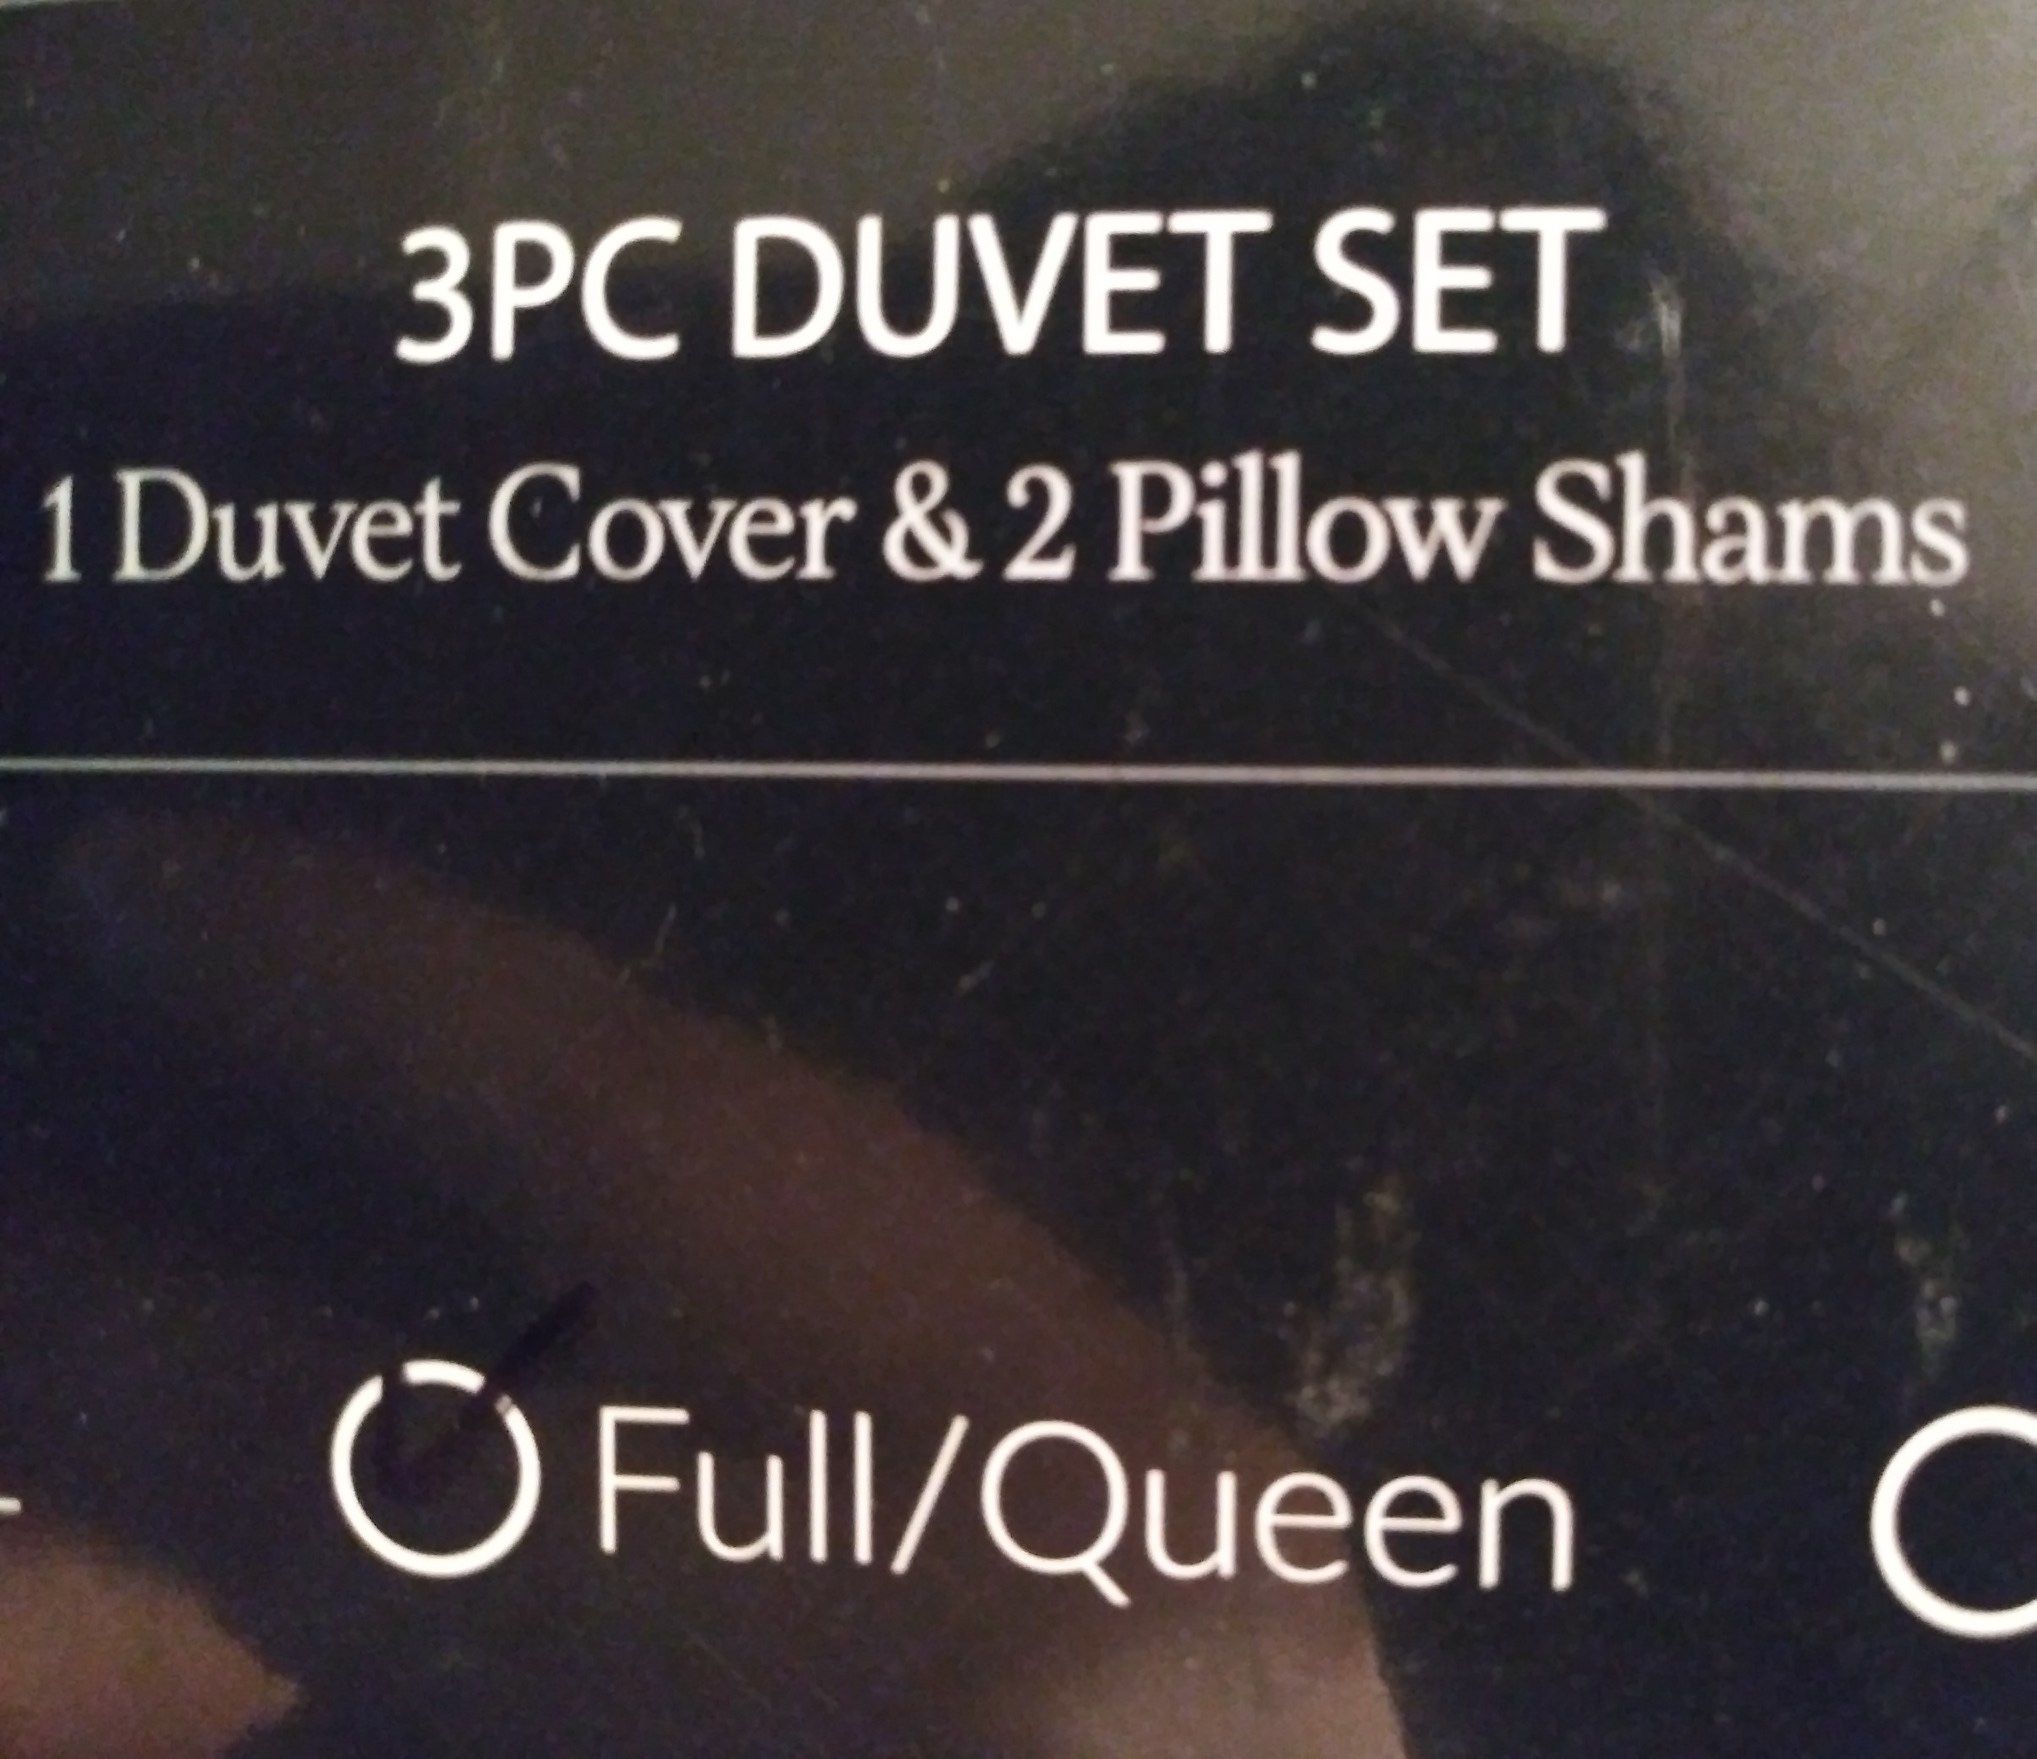 3PC DUVET SET
1 Duvet Cover & 2 Pillow Shams
Full/Queen